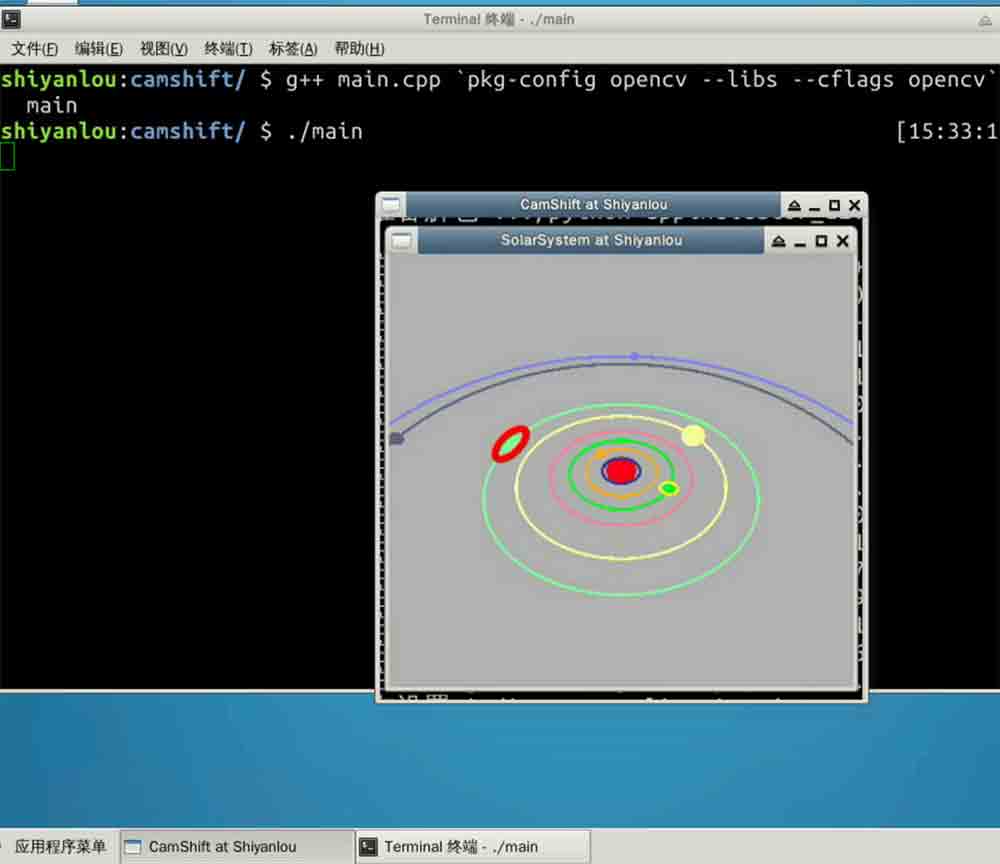 Terminal 终端 - ./main
文件(F) 编辑(E) 视图(V) 终端(T) 标签(A) 帮助(H)
shiyanlou:camshift/ $ g++ main.cpp `pkg-config opencv --libs --cflags opencv`
main
shiyanlou:camshift/ $ ./main [15:33:1
CamShift at Shiyanlou
SolarSystem at Shiyanlou
应用程序菜单 CamShift at Shiyanlou Terminal 终端 - ./main